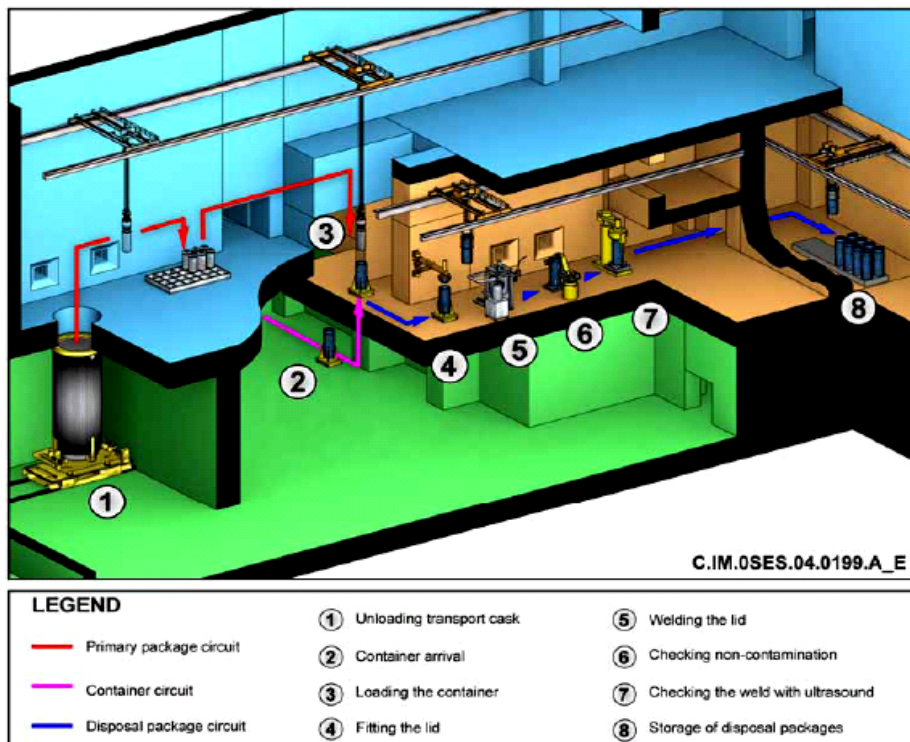 3
2
4
5
6
7
8
1
C.IM.0SES.04.0199.A_E
LEGEND
Primary package circuit
Container circuit
Disposal package circuit
1 Unloading transport cask
2 Container arrival
3 Loading the container
4 Fitting the lid
5 Welding the lid
6 Checking non-contamination
7 Checking the weld with ultrasound
8 Storage of disposal packages